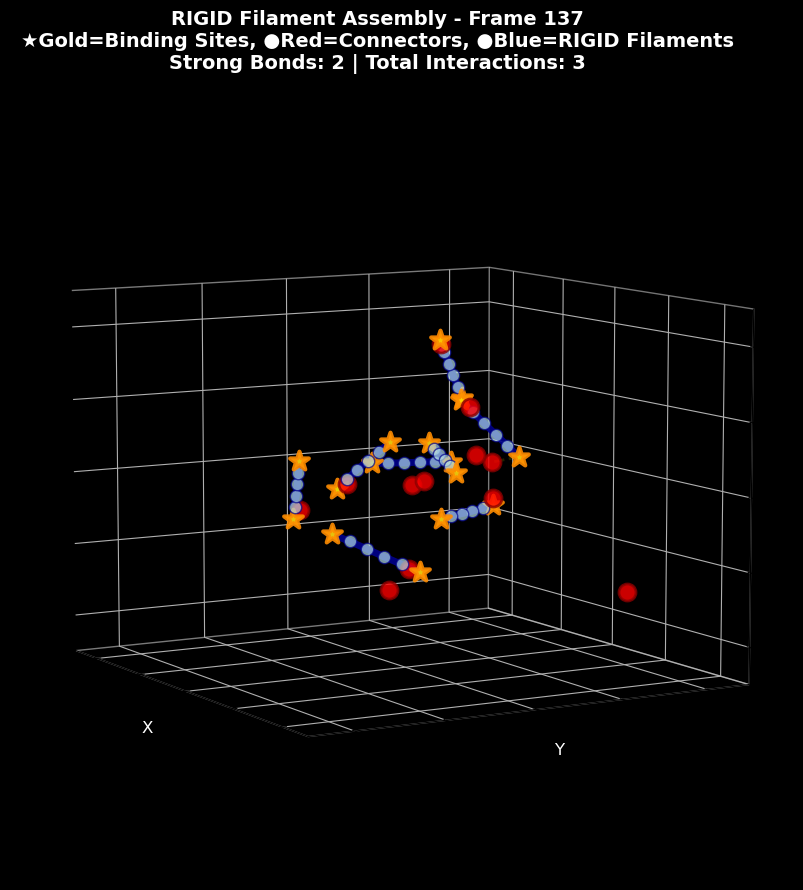 RIGID Filament Assembly - Frame 137
★Gold=Binding Sites, ●Red=Connectors, ●Blue=RIGID Filaments
Strong Bonds: 2 | Total Interactions: 3
X
Y